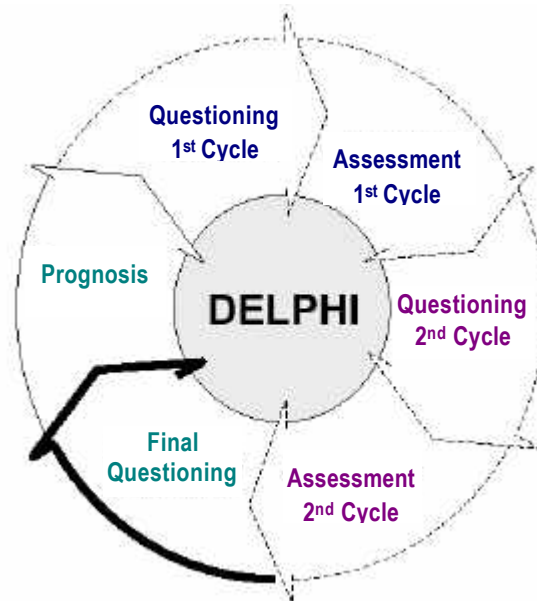 Questioning
1st Cycle
Assessment
1st Cycle
Prognosis
DELPHI
Questioning
2nd Cycle
Final
Questioning
Assessment
2nd Cycle